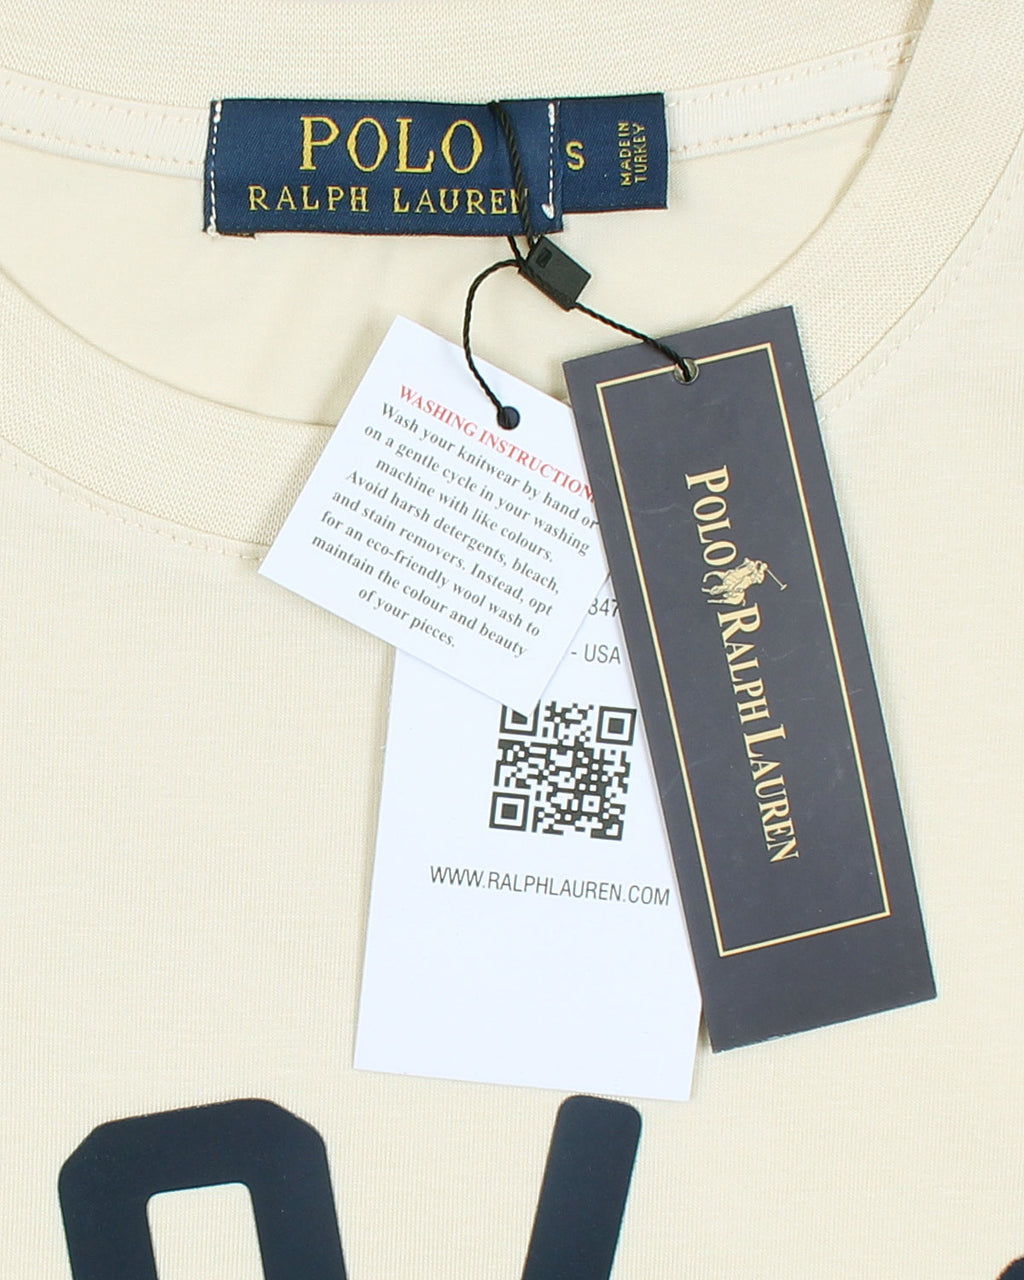 POLO
RALPH LAUREN
S
MADE IN
TURKEY
WASHING INSTRUCTION
Wash your knitwear by hand or
on a gentle cycle in your washing
machine with like colours.
Avoid harsh detergents, bleach,
and stain removers. Instead, opt
for an eco-friendly wool wash to
maintain the colour and beauty
of your pieces.
347
- USA
WWW.RALPHLAUREN.COM
POLO RALPH LAUREN